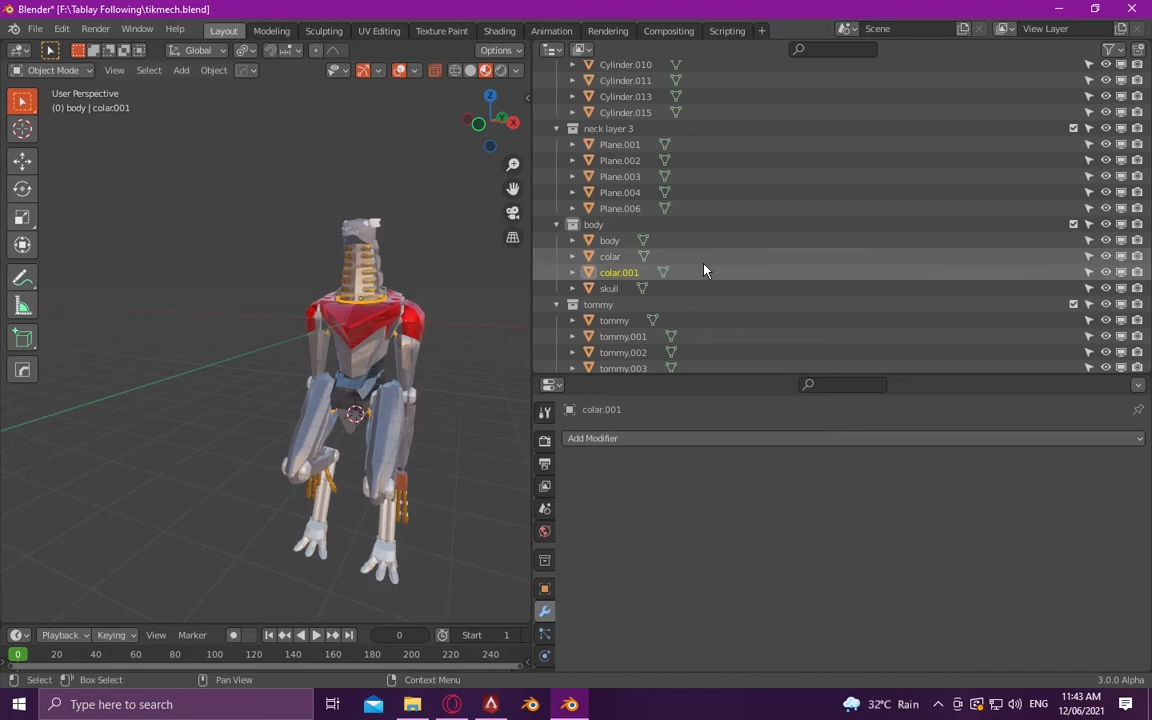 Blender* [F:\Tablay Following\tikmech.blend]
File Edit Render Window Help Layout Modeling Sculpting UV Editing Texture Paint Shading Animation Rendering Compositing Scripting + Scene View Layer
Global Options
Object Mode View Select Add Object
User Perspective
(0) body | colar.001
Z
Y
X
Cylinder.010
Cylinder.011
Cylinder.013
Cylinder.015
neck layer 3
Plane.001
Plane.002
Plane.003
Plane.004
Plane.006
body
body
colar
colar.001
skull
tommy
tommy
tommy.001
tommy.002
tommy.003
colar.001
Add Modifier
Playback Keying View Marker 0 Start 1
0 20 40 60 80 100 120 140 160 180 200 220 240
Select Box Select Pan View Context Menu 3.0.0 Alpha
Type here to search
32°C Rain ENG
11:43 AM
12/06/2021